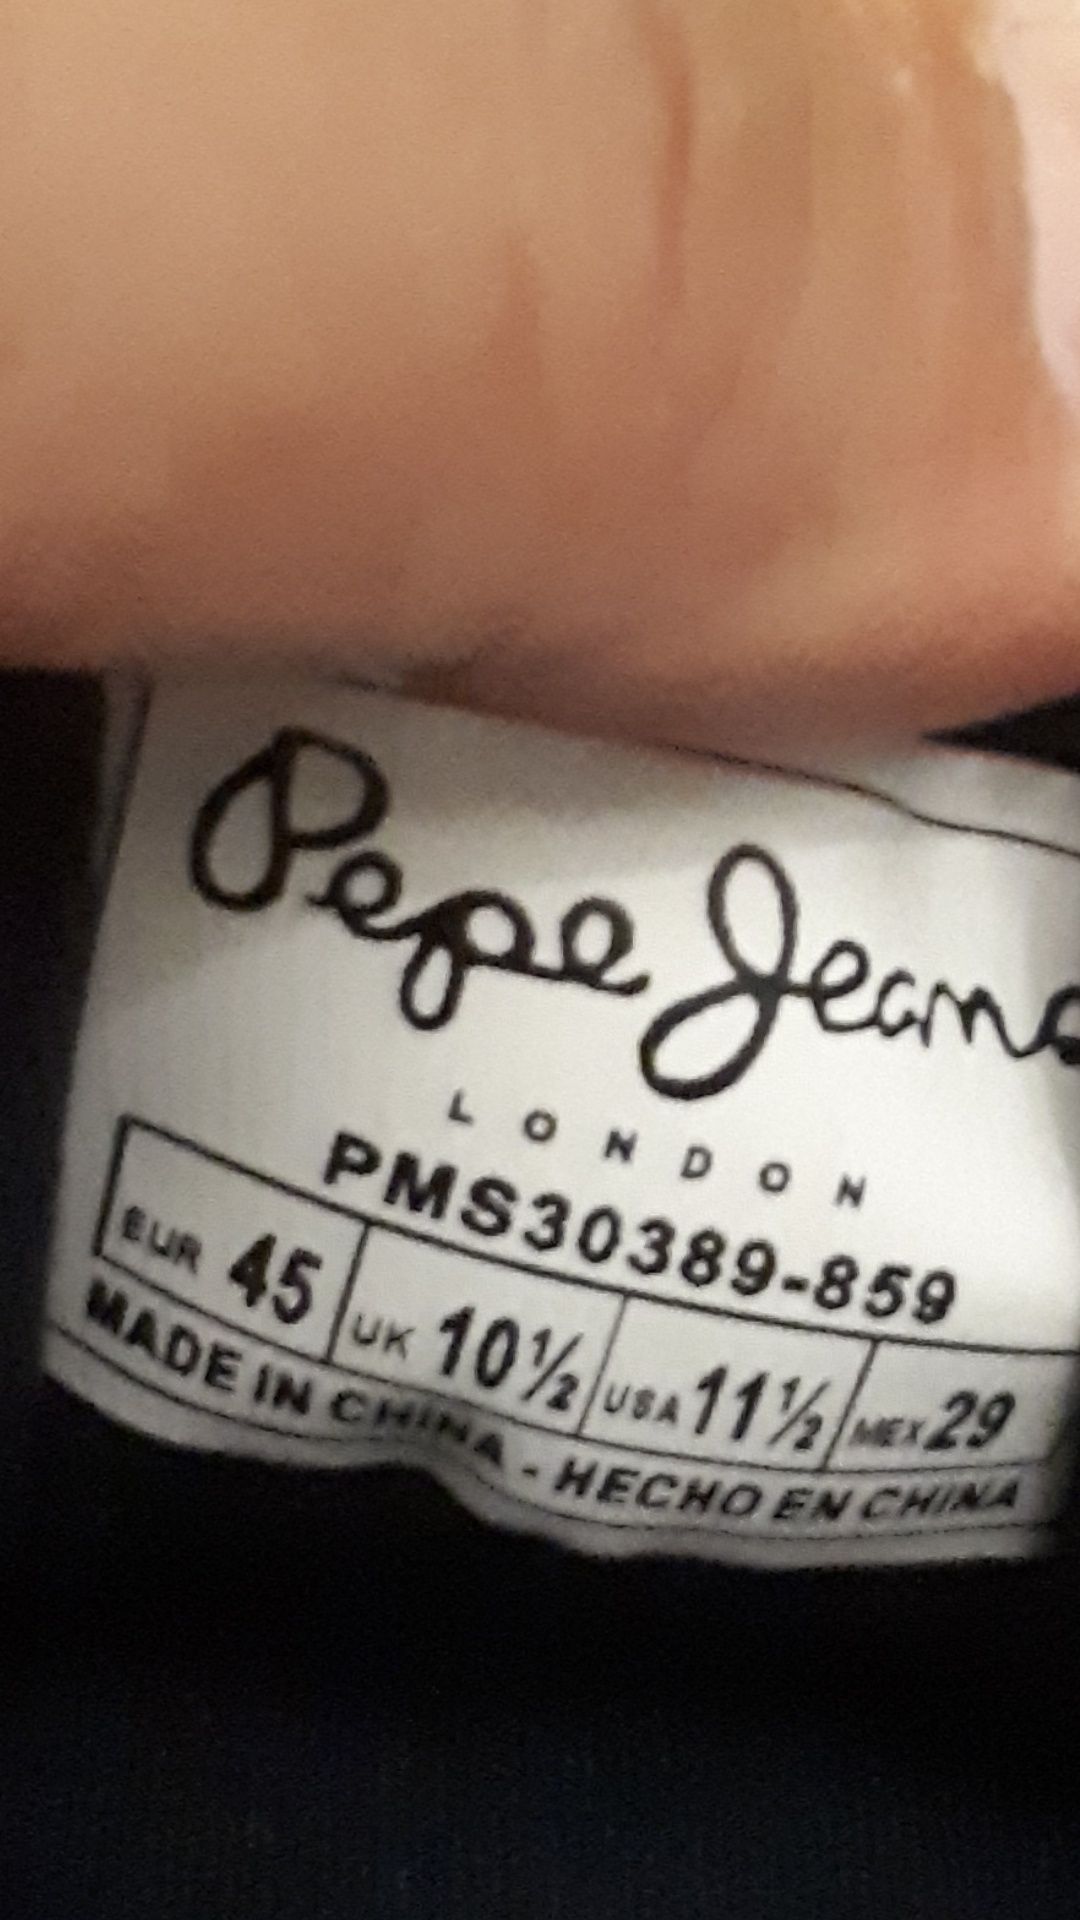 Pepe Jeans
LONDON
PMS30389-859
EUR 45 UK 10½ USA 11½ MEX 29
MADE IN CHINA - HECHO EN CHINA